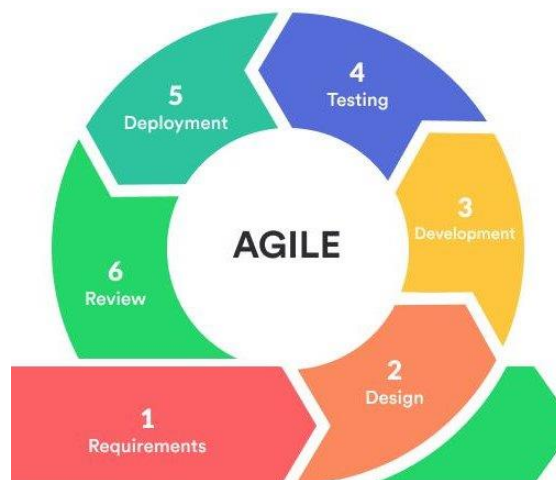 AGILE
1
Requirements
2
Design
3
Development
4
Testing
5
Deployment
6
Review